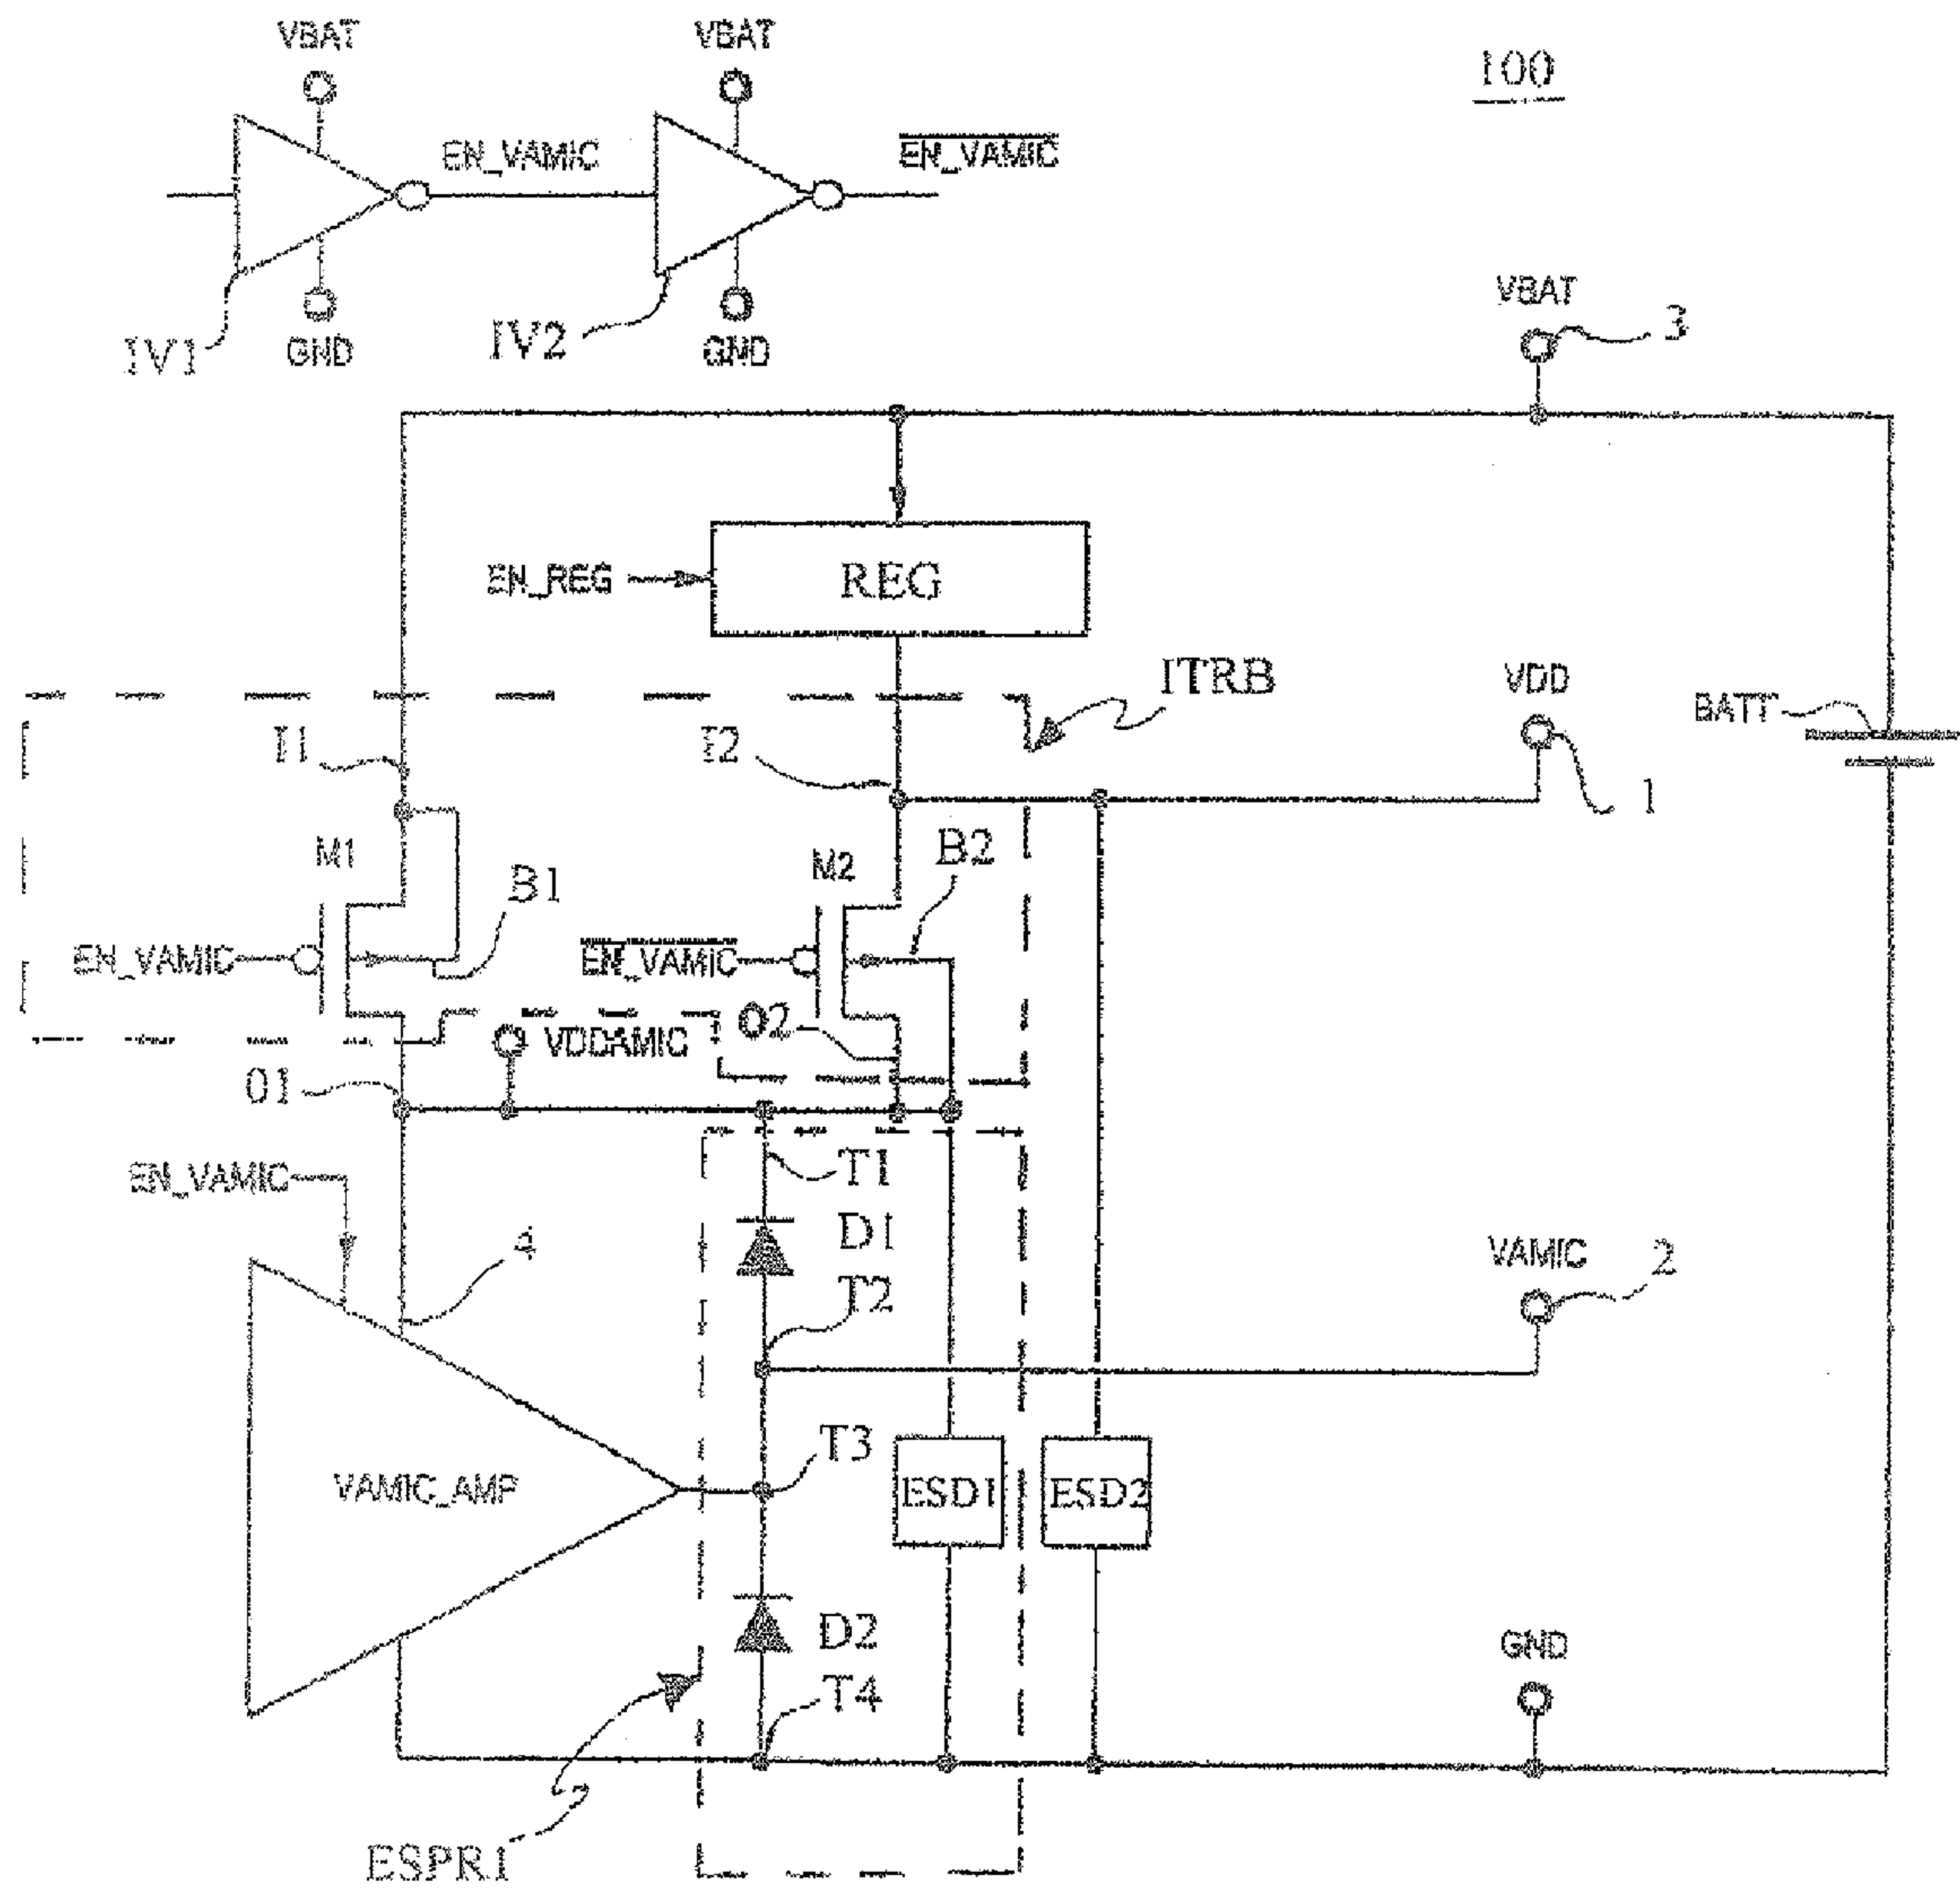 VBAT
VBAT
100
EN_VAMIC
EN_VAMIC
IV1
GND
IV2
GND
VBAT
3
EN_REG
REG
ITRB
VDD
BATT
I1
I2
1
M1
B1
M2
B2
EN_VAMIC
EN_VAMIC
O2
VDDAMIC
O1
EN_VAMIC
T1
4
D1
T2
VAMIC
2
T3
VAMIC_AMP
ESD1
ESD2
D2
GND
T4
ESPR1